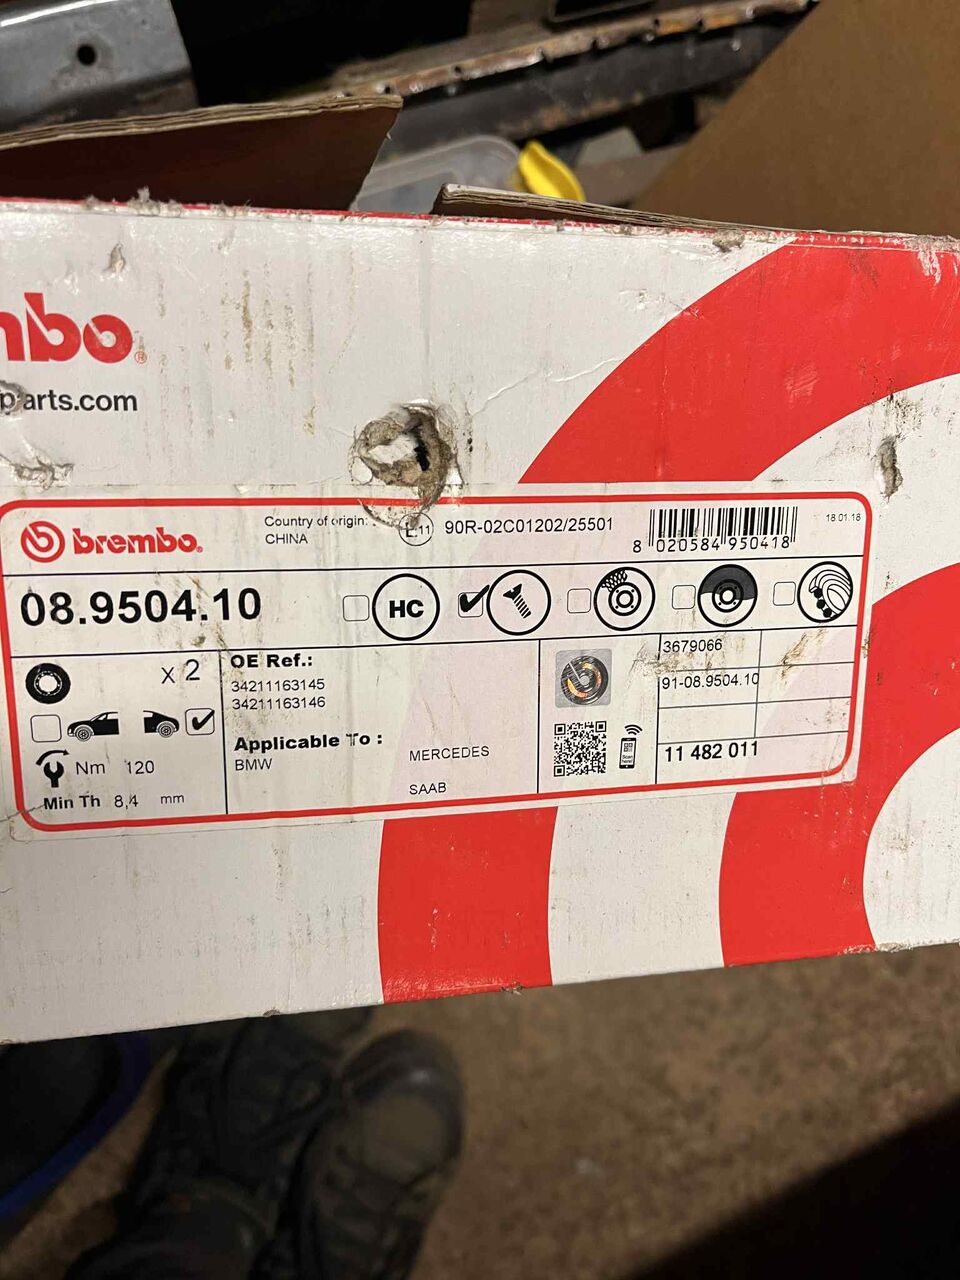 mbo®
parts.com
brembo®
Country of origin:
CHINA
E11 90R-02C01202/25501
8 020584 950418
18.01.18
08.9504.10
HC
x 2
Nm 120
Min Th 8,4 mm
OE Ref.:
34211163145
34211163146
Applicable To :
BMW
MERCEDES
SAAB
Scan here!
3679066
91-08.9504.10
11 482 011